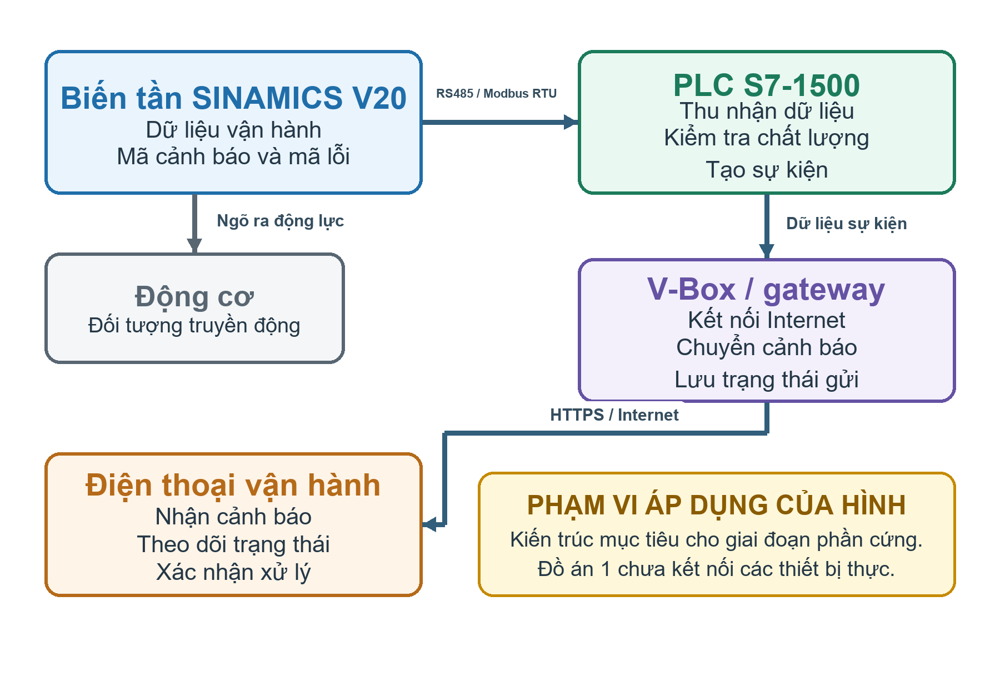 Biến tần SINAMICS V20
Dữ liệu vận hành
Mã cảnh báo và mã lỗi
RS485 / Modbus RTU
PLC S7-1500
Thu nhận dữ liệu
Kiểm tra chất lượng
Tạo sự kiện
Ngõ ra động lực
Dữ liệu sự kiện
Động cơ
Đối tượng truyền động
V-Box / gateway
Kết nối Internet
Chuyển cảnh báo
Lưu trạng thái gửi
HTTPS / Internet
Điện thoại vận hành
Nhận cảnh báo
Theo dõi trạng thái
Xác nhận xử lý
PHẠM VI ÁP DỤNG CỦA HÌNH
Kiến trúc mục tiêu cho giai đoạn phần cứng.
Đồ án 1 chưa kết nối các thiết bị thực.